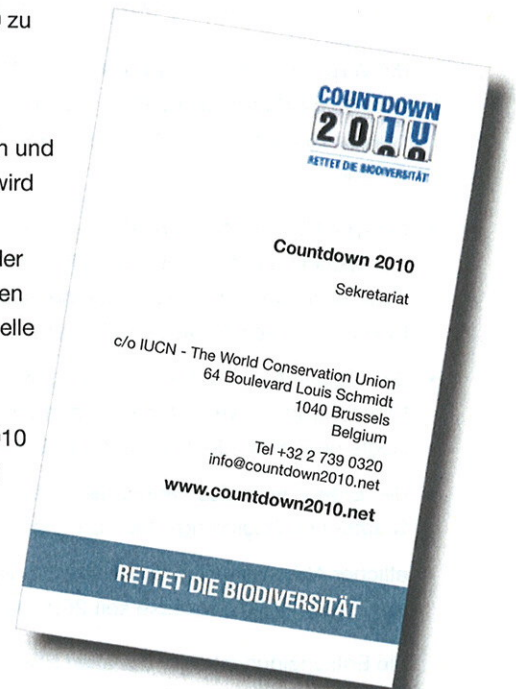 zu
und
wird
en
elle
10
COUNTDOWN
2010
RETTET DIE BIODIVERSITÄT
Countdown 2010
Sekretariat
c/o IUCN - The World Conservation Union
64 Boulevard Louis Schmidt
1040 Brussels
Belgium
Tel +32 2 739 0320
info@countdown2010.net
www.countdown2010.net
RETTET DIE BIODIVERSITÄT